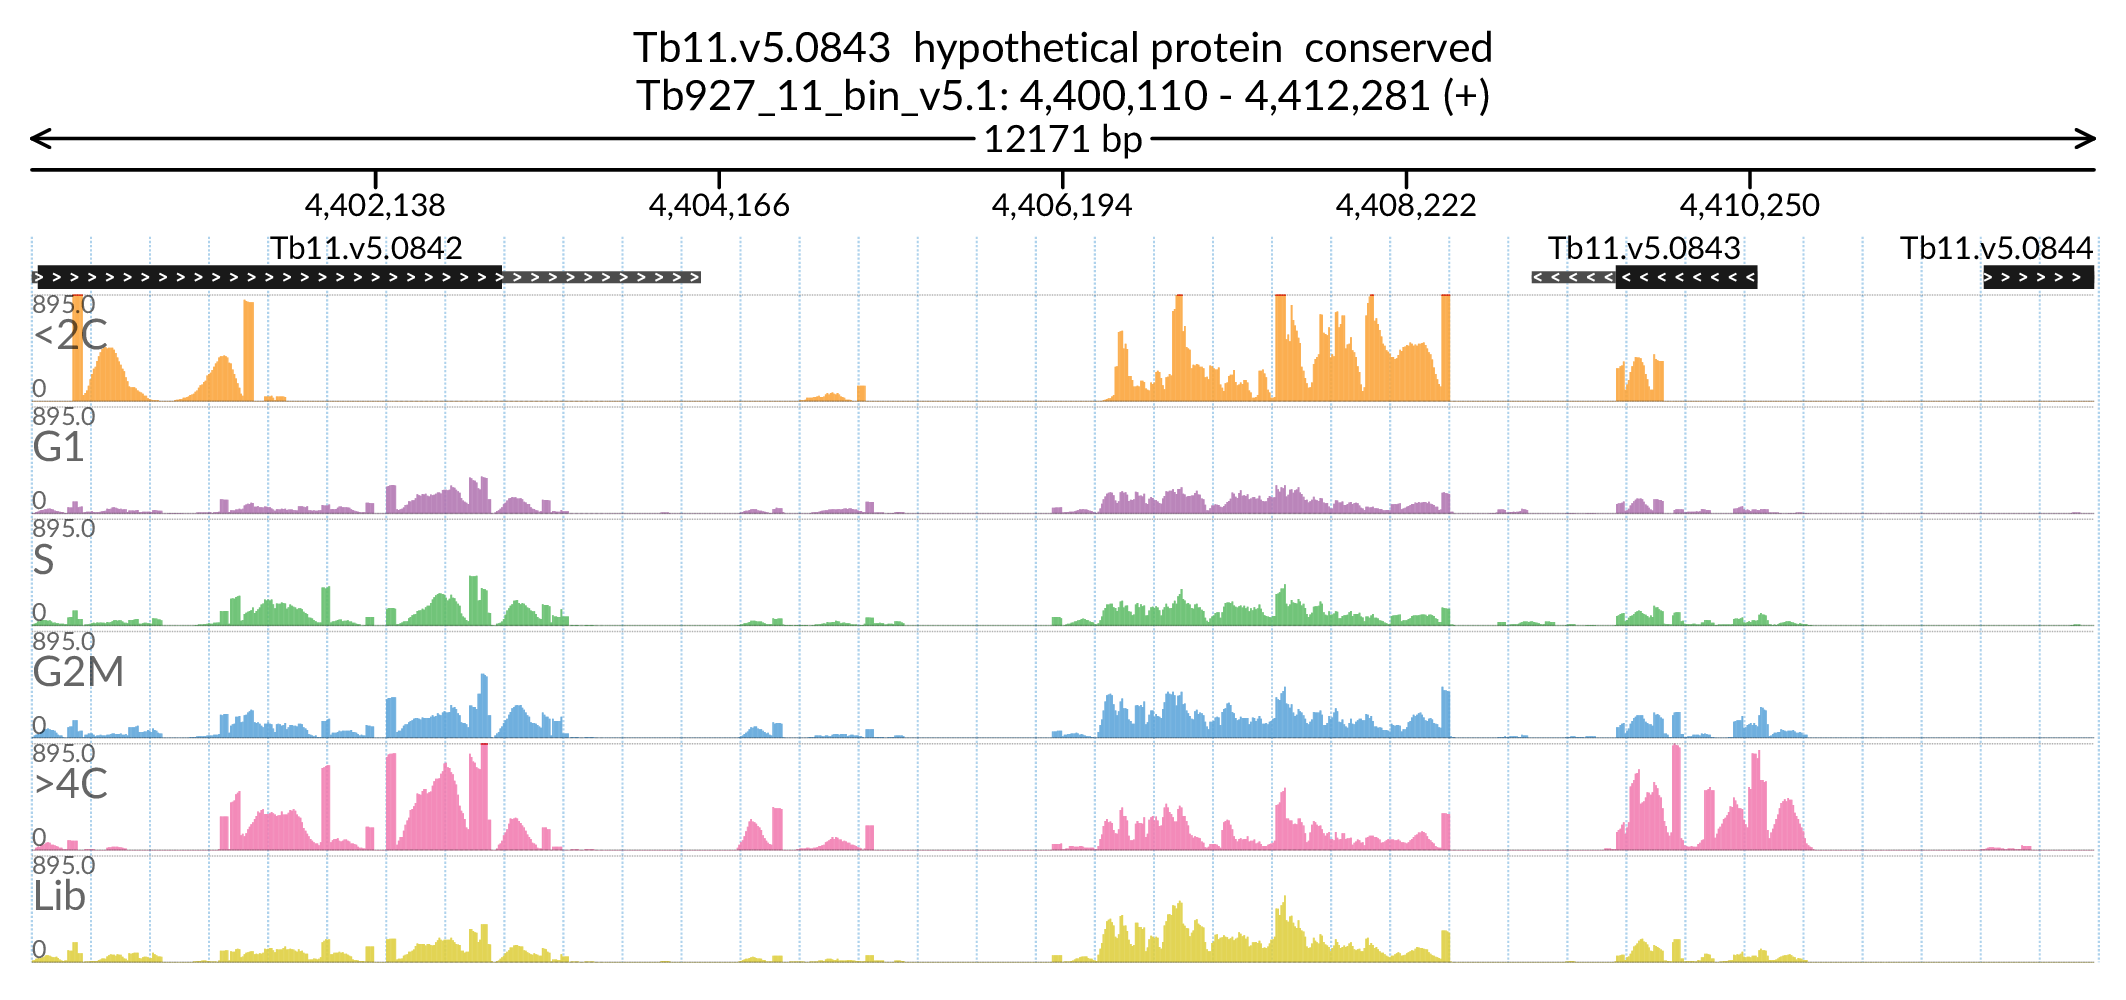 Tb11.v5.0843 hypothetical protein conserved
Tb927_11_bin_v5.1: 4,400,110 - 4,412,281 (+)
12171 bp
4,402,138 4,404,166 4,406,194 4,408,222 4,410,250
Tb11.v5.0842 Tb11.v5.0843 Tb11.v5.0844
895.0
<2C
0
895.0
G1
0
895.0
S
0
895.0
G2M
0
895.0
>4C
0
895.0
Lib
0